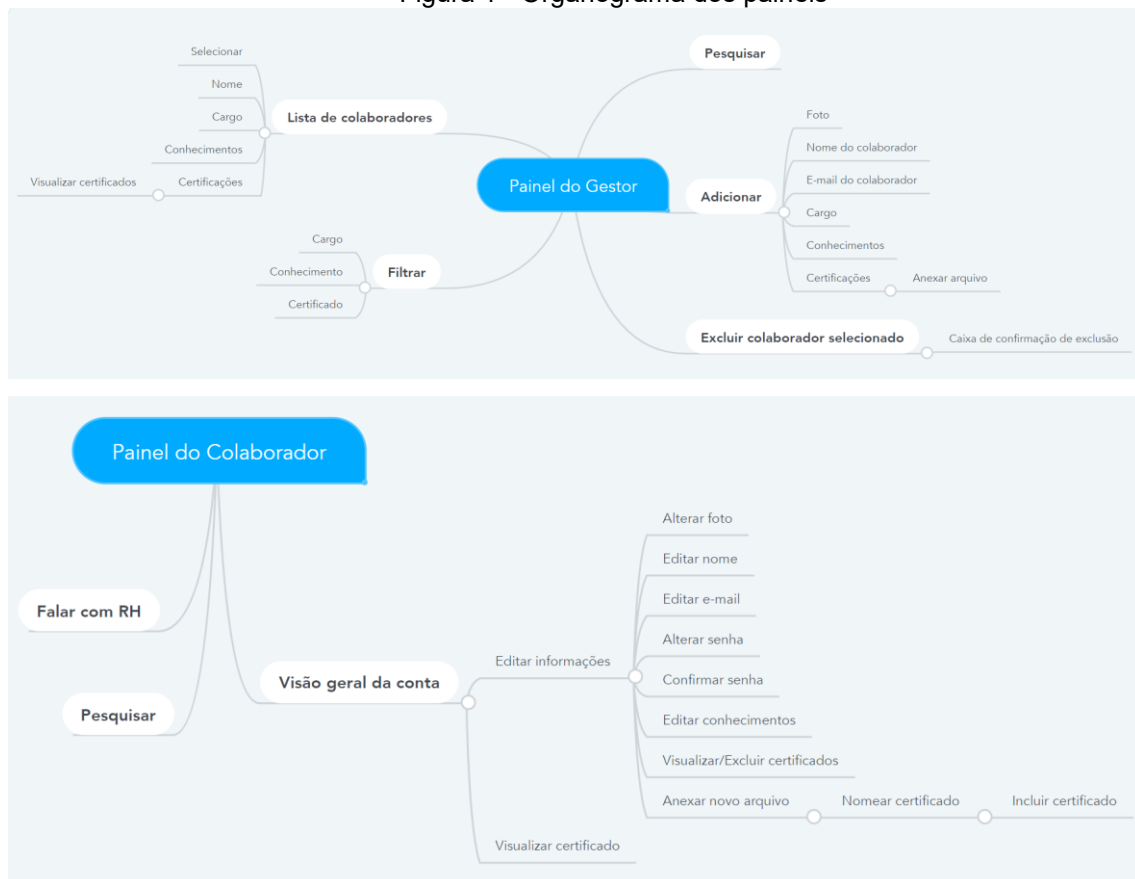 Figura 1 - Organograma dos painéis
Selecionar
Nome
Cargo
Conhecimentos
Certificações
Visualizar certificados
Lista de colaboradores
Cargo
Conhecimento
Certificado
Filtrar
Painel do Gestor
Pesquisar
Adicionar
Foto
Nome do colaborador
E-mail do colaborador
Cargo
Conhecimentos
Certificações
Anexar arquivo
Excluir colaborador selecionado
Caixa de confirmação de exclusão
Painel do Colaborador
Falar com RH
Pesquisar
Visão geral da conta
Editar informações
Alterar foto
Editar nome
Editar e-mail
Alterar senha
Confirmar senha
Editar conhecimentos
Visualizar/Excluir certificados
Anexar novo arquivo
Nomear certificado
Incluir certificado
Visualizar certificado